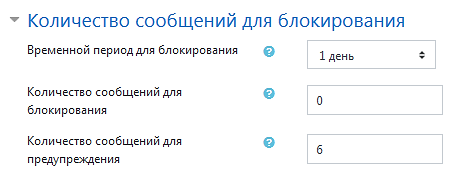 Количество сообщений для блокирования
Временной период для блокирования
1 день
Количество сообщений для
блокирования
0
Количество сообщений для
предупреждения
6